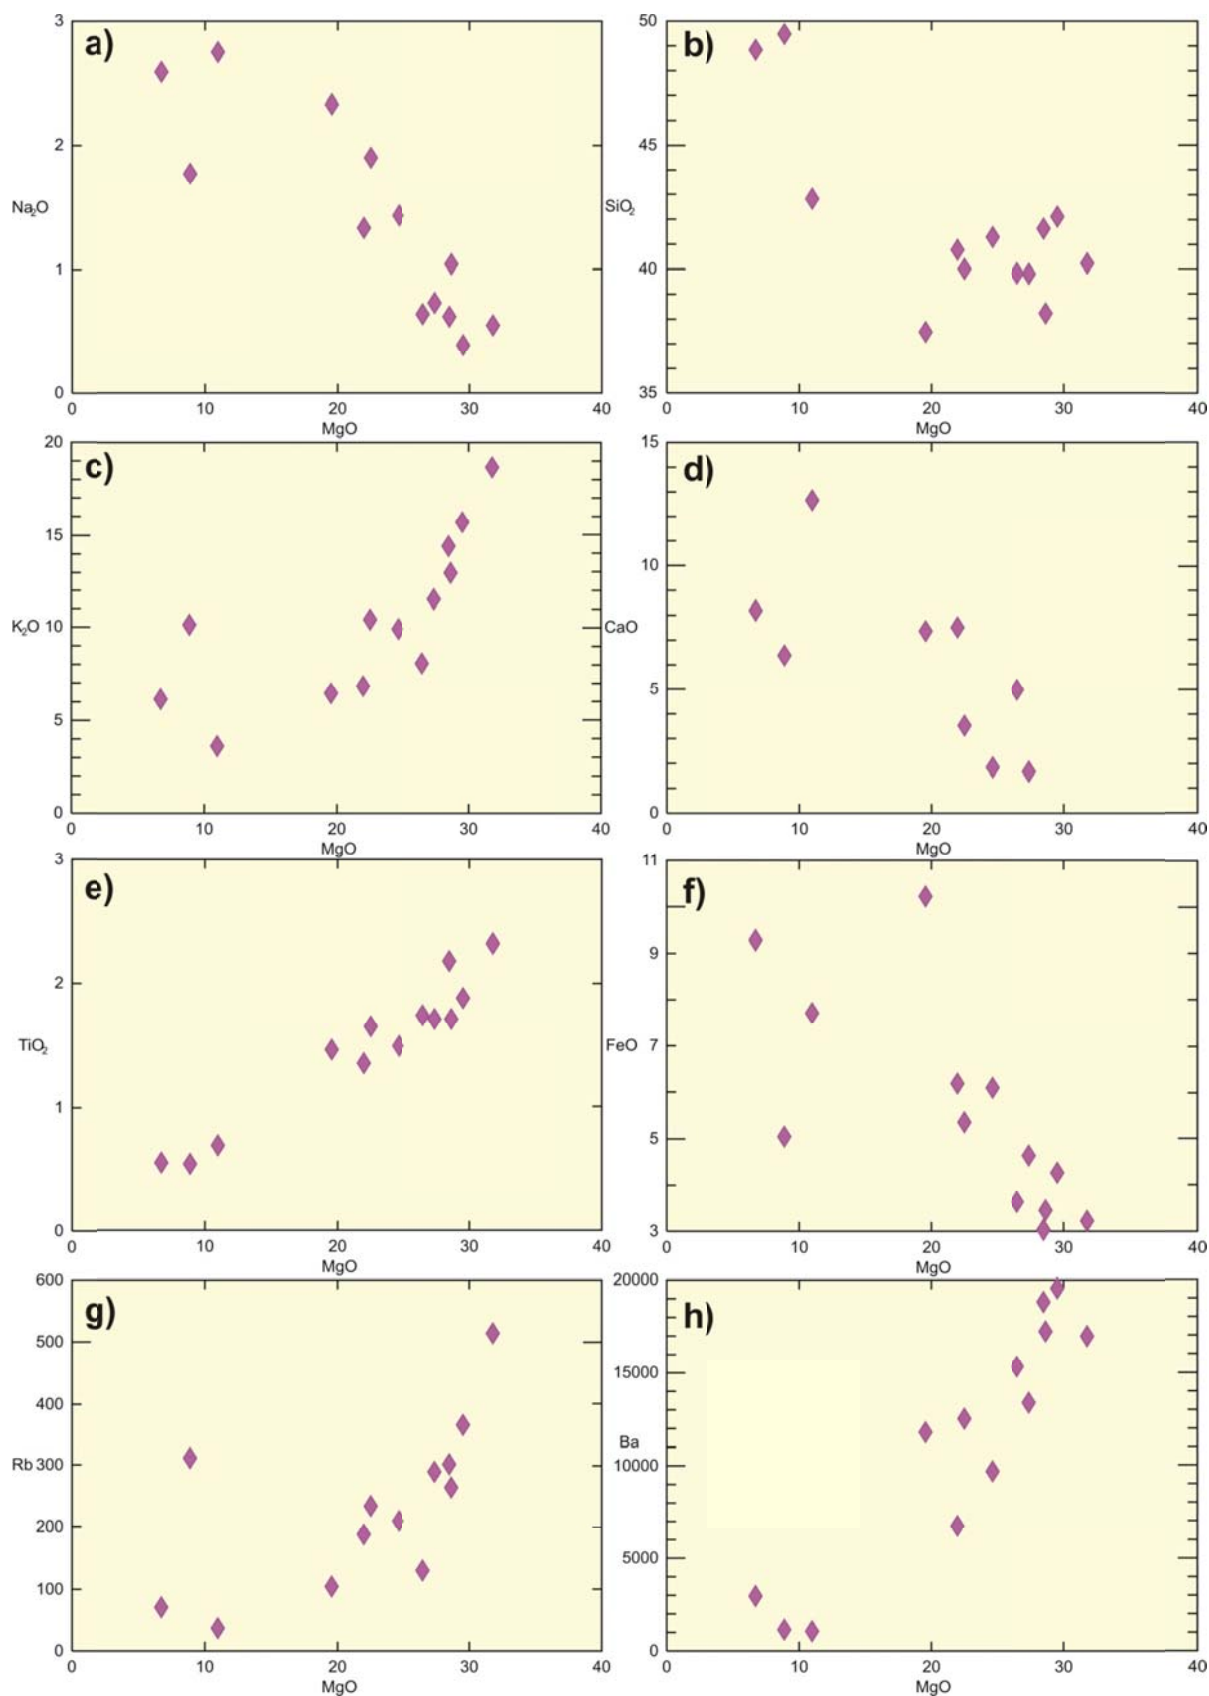 a)
3
2
Na₂O
1
0
0 10 20 30 40
MgO
b)
50
45
SiO₂
40
35
0 10 20 30 40
MgO
c)
20
15
K₂O 10
5
0
0 10 20 30 40
MgO
d)
15
10
CaO
5
0
0 10 20 30 40
MgO
e)
3
2
TiO₂
1
0
0 10 20 30 40
MgO
f)
11
9
FeO 7
5
3
0 10 20 30 40
MgO
g)
600
500
400
Rb 300
200
100
0
0 10 20 30 40
MgO
h)
20000
15000
Ba
10000
5000
0
0 10 20 30 40
MgO